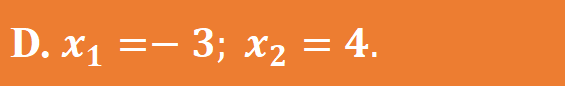 D. x₁ =− 3; x₂ = 4.